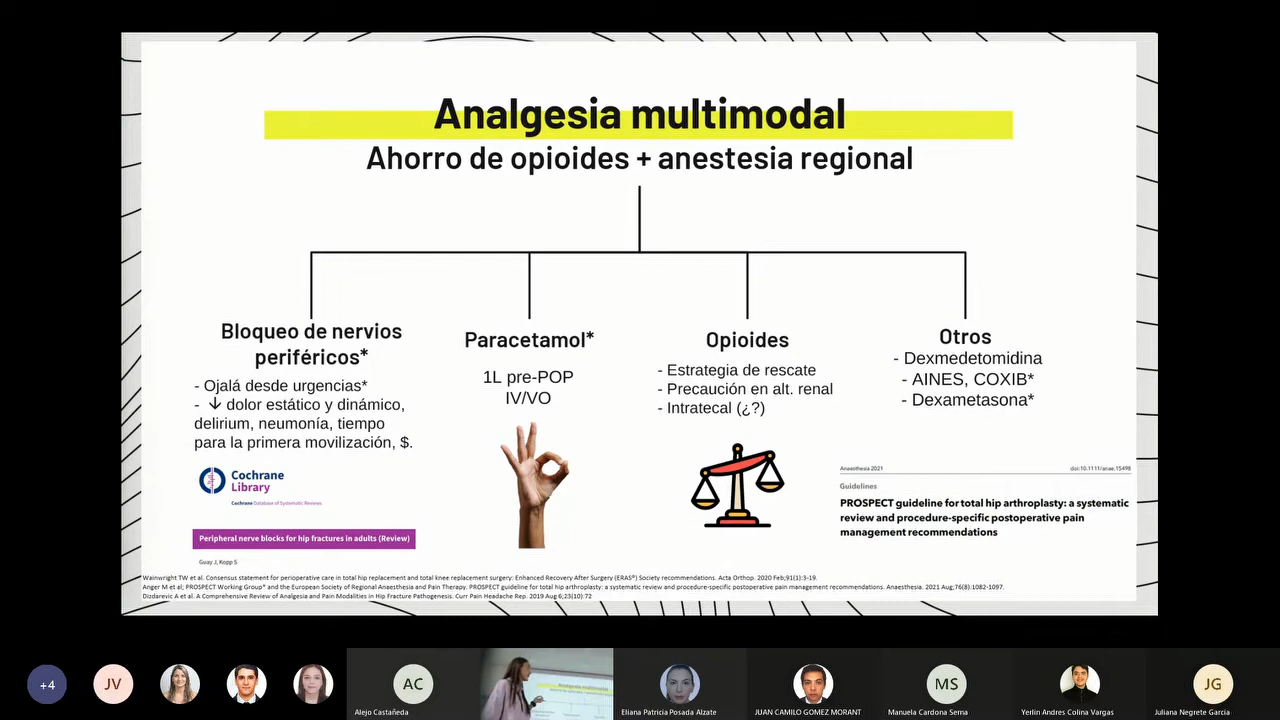 Analgesia multimodal
Ahorro de opioides + anestesia regional
Bloqueo de nervios
periféricos*
- Ojalá desde urgencias*
- ↓ dolor estático y dinámico,
delirium, neumonía, tiempo
para la primera movilización, $.
Cochrane
Library
Cochrane Database of Systematic Reviews
Peripheral nerve blocks for hip fractures in adults (Review)
Guay J, Kopp S
Paracetamol*
1L pre-POP
IV/VO
Opioides
- Estrategia de rescate
- Precaución en alt. renal
- Intratecal (¿?)
Otros
- Dexmedetomidina
- AINES, COXIB*
- Dexametasona*
Anaesthesia 2021 doi:10.1111/anae.15498
Guidelines
PROSPECT guideline for total hip arthroplasty: a systematic
review and procedure-specific postoperative pain
management recommendations
Wainwright TW et al. Consensus statement for perioperative care in total hip replacement and total knee replacement surgery: Enhanced Recovery After Surgery (ERAS®) Society recommendations. Acta Orthop. 2020 Feb;91(1):3-19.
Anger M et al; PROSPECT Working Group* and the European Society of Regional Anaesthesia and Pain Therapy. PROSPECT guideline for total hip arthroplasty: a systematic review and procedure-specific postoperative pain management recommendations. Anaesthesia. 2021 Aug;76(8):1082-1097.
Dizdarevic A et al. A Comprehensive Review of Analgesia and Pain Modalities in Hip Fracture Pathogenesis. Curr Pain Headache Rep. 2019 Aug 6;23(10):72
+4
JV
AC
Alejo Castañeda
Analgesia multimodal
Eliana Patricia Posada Alzate
JUAN CAMILO GOMEZ MORANT
MS
Manuela Cardona Serna
Yerlin Andres Colina Vargas
JG
Juliana Negrete García